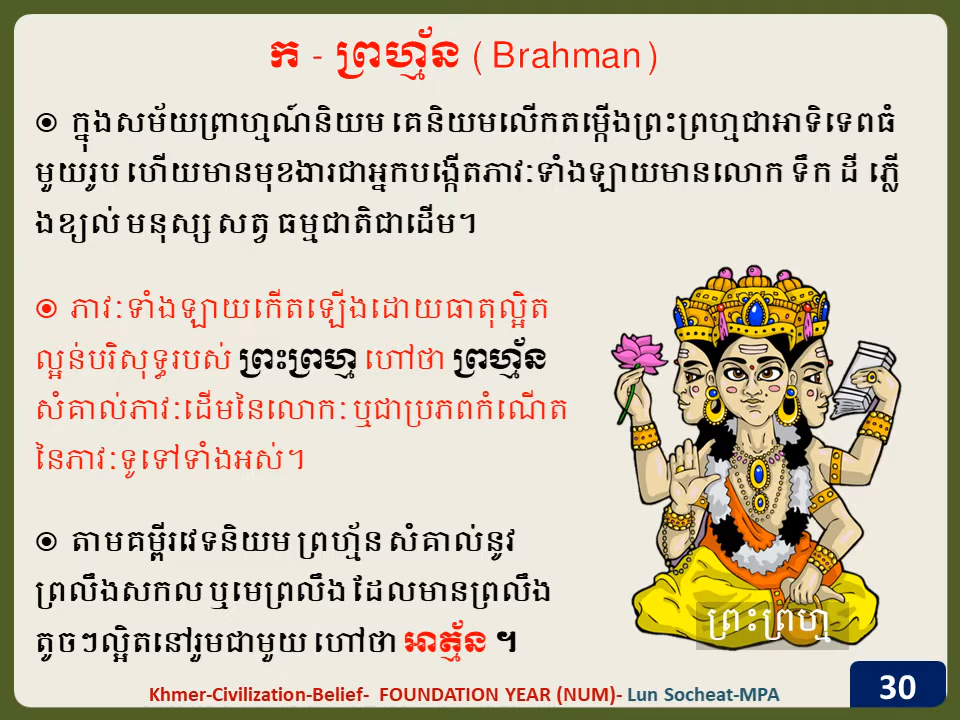 ក - ព្រហ្ម័ន ( Brahman )
◉ ក្នុងសម័យព្រាហ្មណ៍និយម គេនិយមលើកតម្កើងព្រះព្រហ្មជាអាទិទេពធំ
មួយរូប ហើយមានមុខងារជាអ្នកបង្កើតភាវៈទាំងឡាយមានលោក ទឹក ដី ភ្លើ
ងខ្យល់ មនុស្ស សត្វ ធម្មជាតិជាដើម។
◉ ភាវៈទាំងឡាយកើតឡើងដោយធាតុល្អិត
ល្អន់បរិសុទ្ធរបស់ ព្រះព្រហ្ម ហៅថា ព្រហ្ម័ន
សំគាល់ភាវៈដើមនៃលោកៈ ឬជាប្រភពកំណើត
នៃភាវៈទូទៅទាំងអស់។
◉ តាមគម្ពីរវេទនិយម ព្រហ្ម័ន សំគាល់នូវ
ព្រលឹងសកល ឬមេព្រលឹង ដែលមានព្រលឹង
តូចៗល្អិតនៅរួមជាមួយ ហៅថា អាត្ម័ន ។
ព្រះព្រហ្ម
Khmer-Civilization-Belief- FOUNDATION YEAR (NUM)- Lun Socheat-MPA
30